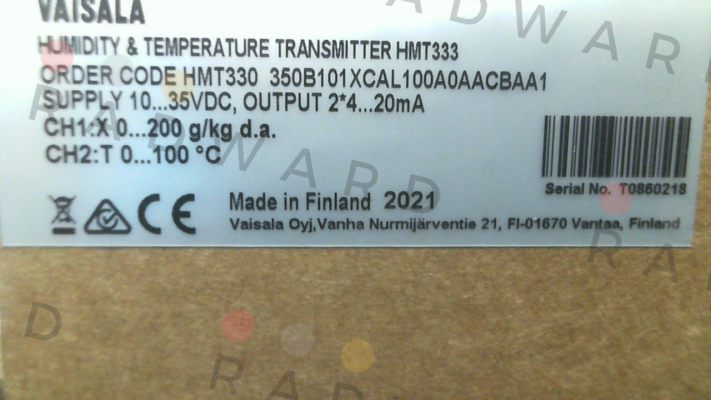 VAISALA
HUMIDITY & TEMPERATURE TRANSMITTER HMT333
ORDER CODE HMT330 350B101XCAL100A0AACBAA1
SUPPLY 10...35VDC, OUTPUT 2*4...20mA
CH1:X 0...200 g/kg d.a.
CH2:T 0...100 °C
Serial No. T0860218
CE
Made in Finland 2021
Vaisala Oyj,Vanha Nurmijärventie 21, FI-01670 Vantaa, Finland
RADWARD
RADWARD